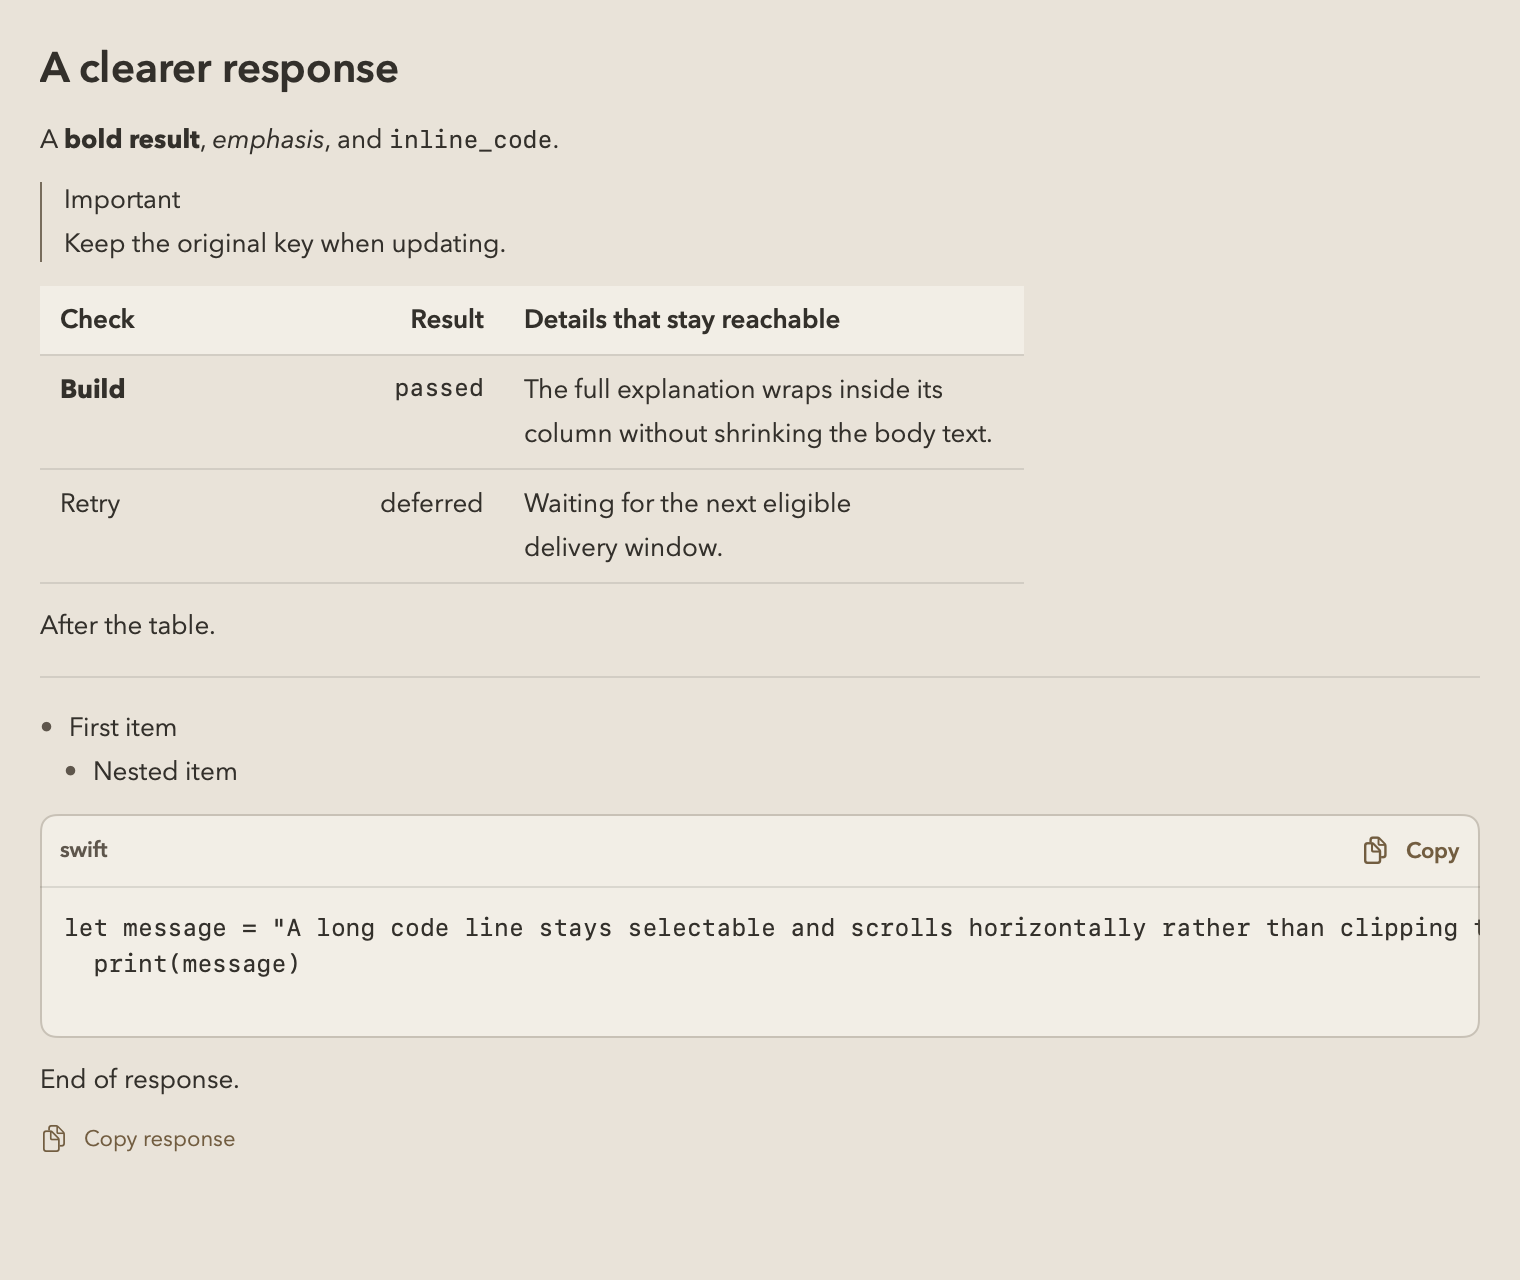 A clearer response
A bold result, emphasis, and inline_code.
Important
Keep the original key when updating.
Check Result Details that stay reachable
Build passed The full explanation wraps inside its
column without shrinking the body text.
Retry deferred Waiting for the next eligible
delivery window.
After the table.
• First item
• Nested item
swift Copy
let message = "A long code line stays selectable and scrolls horizontally rather than clipping
  print(message)
End of response.
Copy response